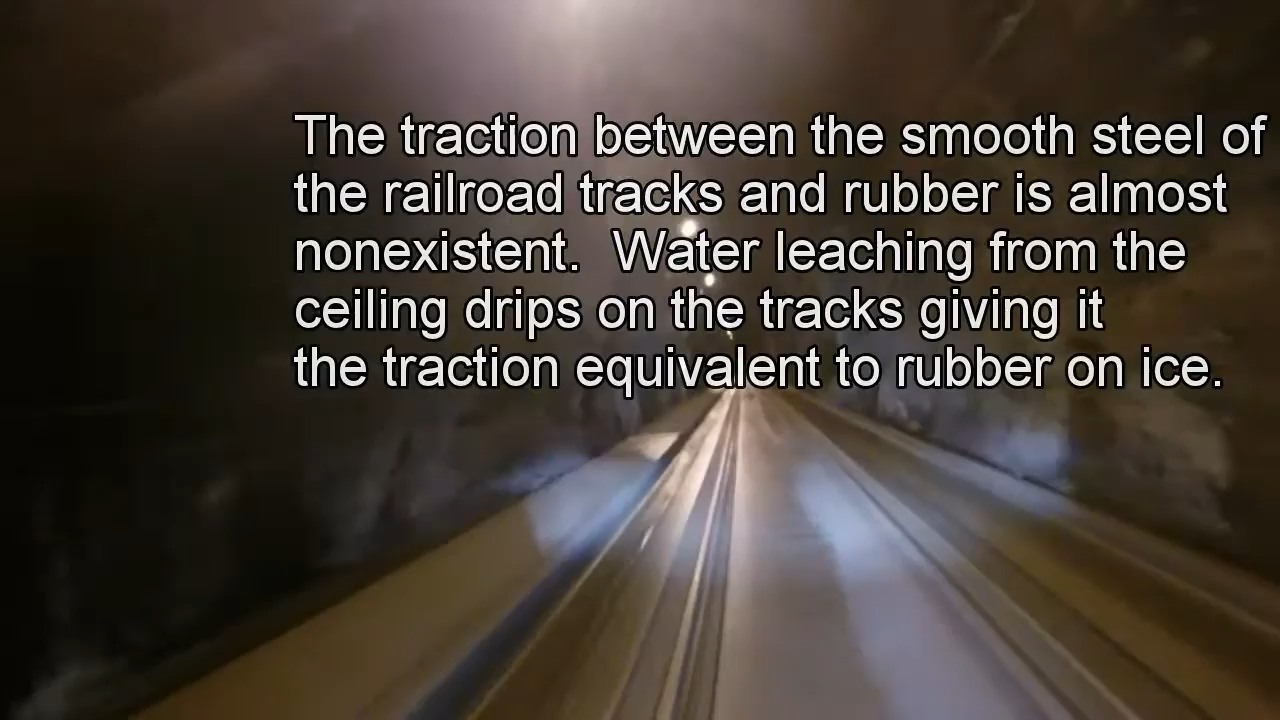 The traction between the smooth steel of
the railroad tracks and rubber is almost
nonexistent.  Water leaching from the
ceiling drips on the tracks giving it
the traction equivalent to rubber on ice.